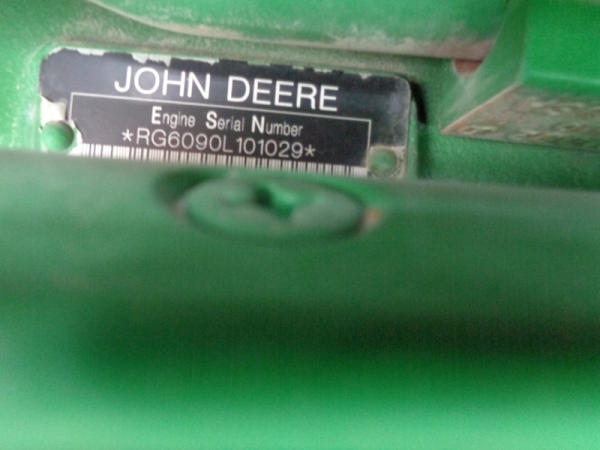 JOHN DEERE
Engine Serial Number
*RG6090L101029*